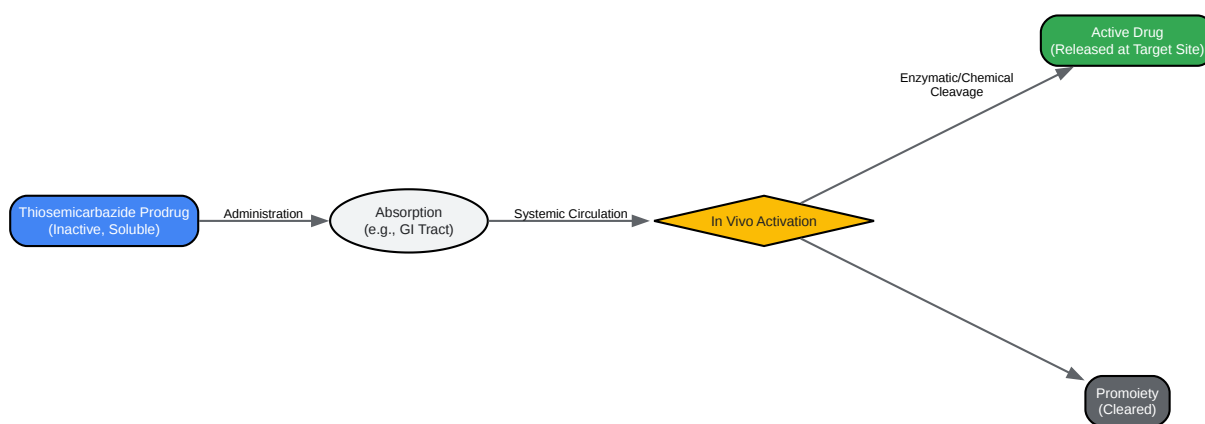 Active Drug
(Released at Target Site)
Enzymatic/Chemical
Cleavage
Thiosemicarbazide Prodrug
(Inactive, Soluble)
Administration
Absorption
(e.g., GI Tract)
Systemic Circulation
In Vivo Activation
Promoiety
(Cleared)